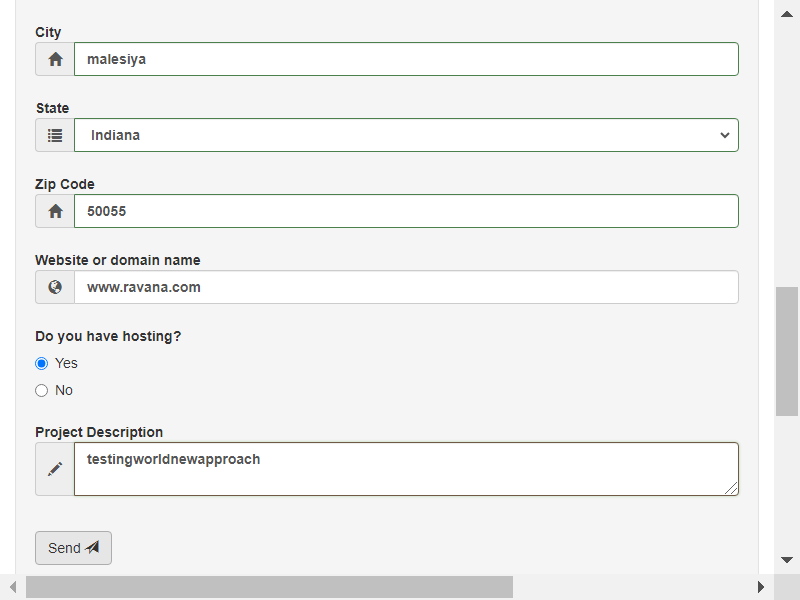 City
malesiya
State
Indiana
Zip Code
50055
Website or domain name
www.ravana.com
Do you have hosting?
Yes
No
Project Description
testingworldnewapproach
Send